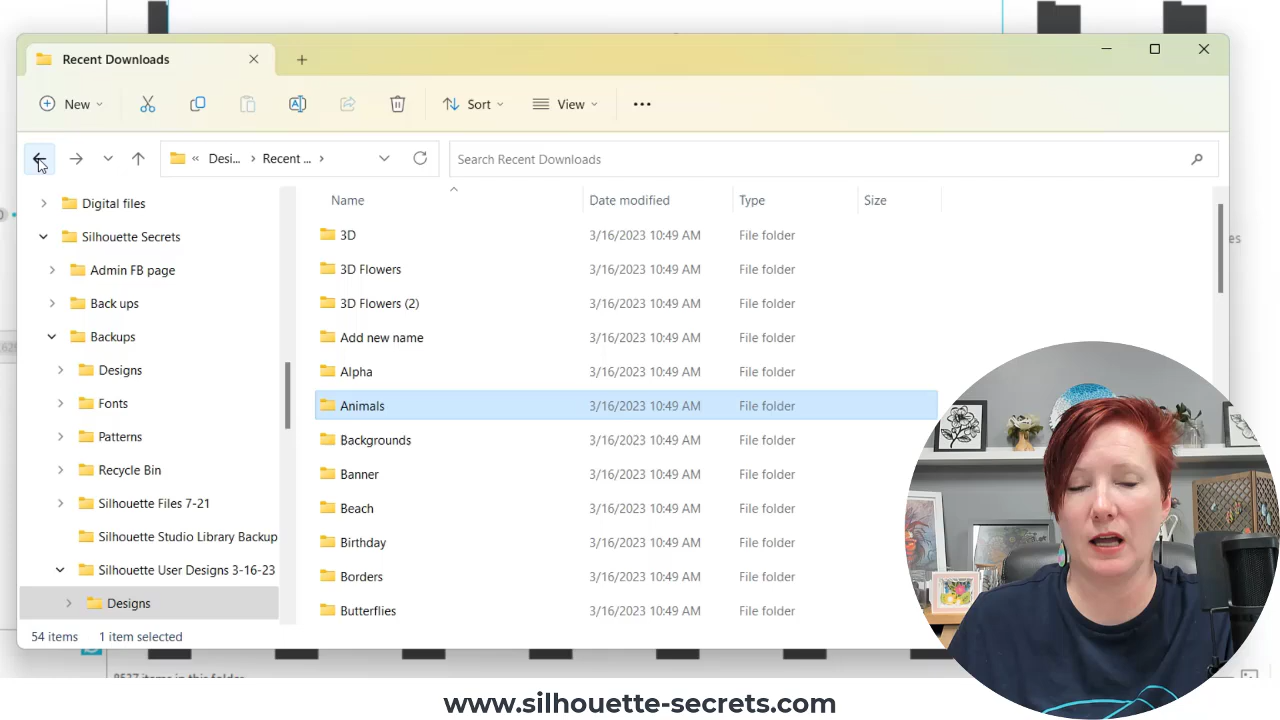 Recent Downloads
New Sort View
Desi... Recent ... Search Recent Downloads
Name Date modified Type Size
Digital files
Silhouette Secrets
Admin FB page
Back ups
Backups
Designs
Fonts
Patterns
Recycle Bin
Silhouette Files 7-21
Silhouette Studio Library Backup
Silhouette User Designs 3-16-23
Designs
3D 3/16/2023 10:49 AM File folder
3D Flowers 3/16/2023 10:49 AM File folder
3D Flowers (2) 3/16/2023 10:49 AM File folder
Add new name 3/16/2023 10:49 AM File folder
Alpha 3/16/2023 10:49 AM File folder
Animals 3/16/2023 10:49 AM File folder
Backgrounds 3/16/2023 10:49 AM File folder
Banner 3/16/2023 10:49 AM File folder
Beach 3/16/2023 10:49 AM File folder
Birthday 3/16/2023 10:49 AM File folder
Borders 3/16/2023 10:49 AM File folder
Butterflies 3/16/2023 10:49 AM File folder
54 items 1 item selected
items in this folder
www.silhouette-secrets.com